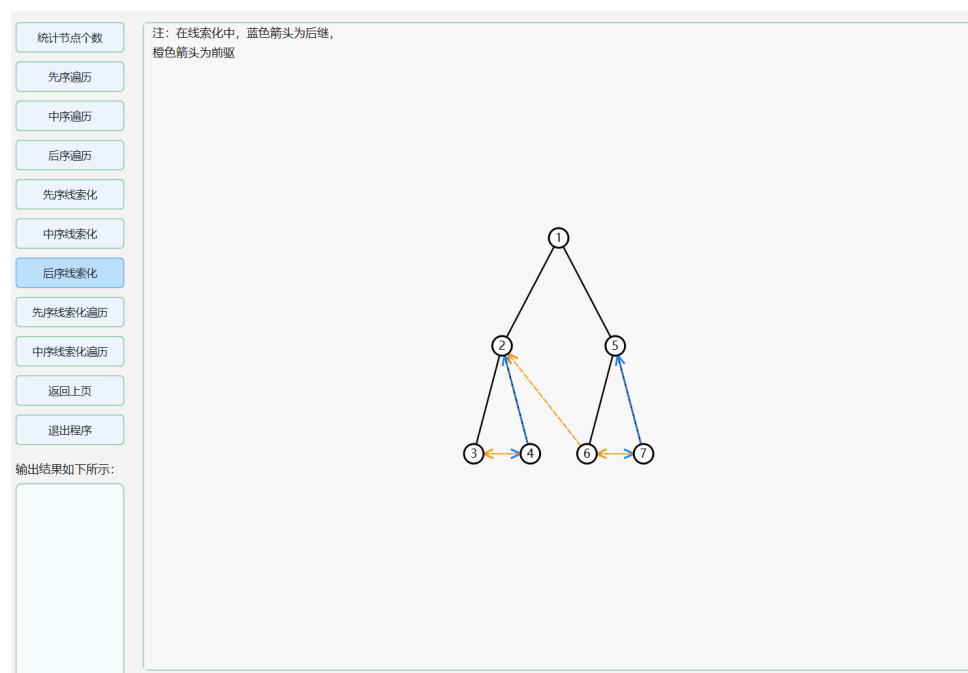 统计节点个数
先序遍历
中序遍历
后序遍历
先序线索化
中序线索化
后序线索化
先序线索化遍历
中序线索化遍历
返回上页
退出程序
输出结果如下所示：
注：在线索化中，蓝色箭头为后继，
橙色箭头为前驱
1
2
5
3
4
6
7